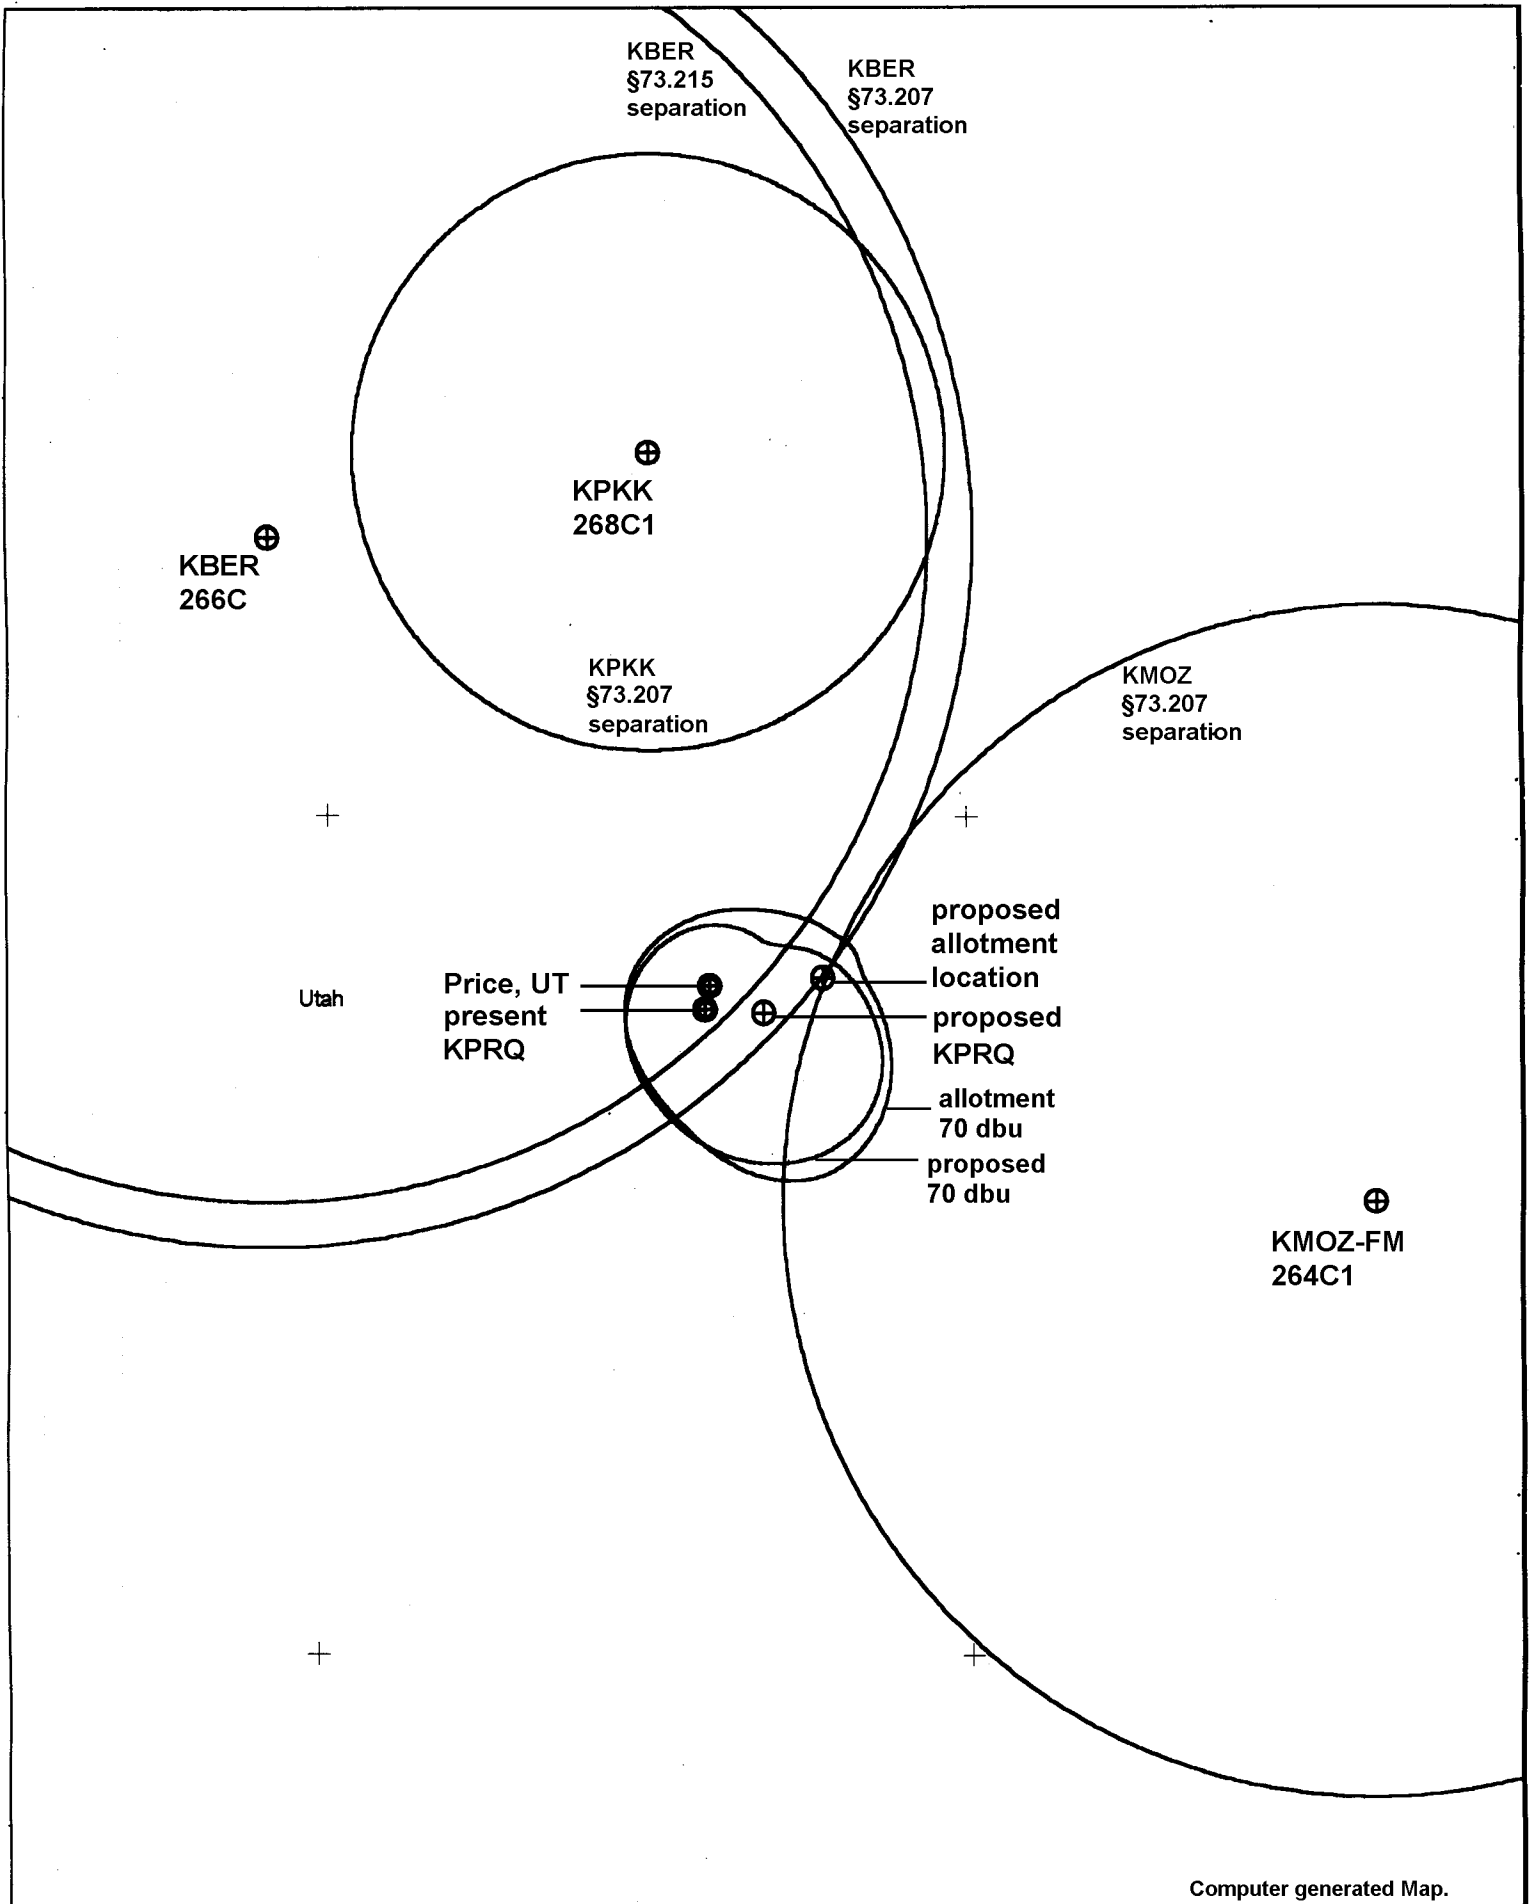 KBER
§73.215
separation
KBER
§73.207
separation
KPKK
268C1
KBER
266C
KPKK
§73.207
separation
KMOZ
§73.207
separation
proposed
allotment
location
Price, UT
present
KPRQ
Utah
proposed
KPRQ
allotment
70 dbu
proposed
70 dbu
KMOZ-FM
264C1
Computer generated Map.